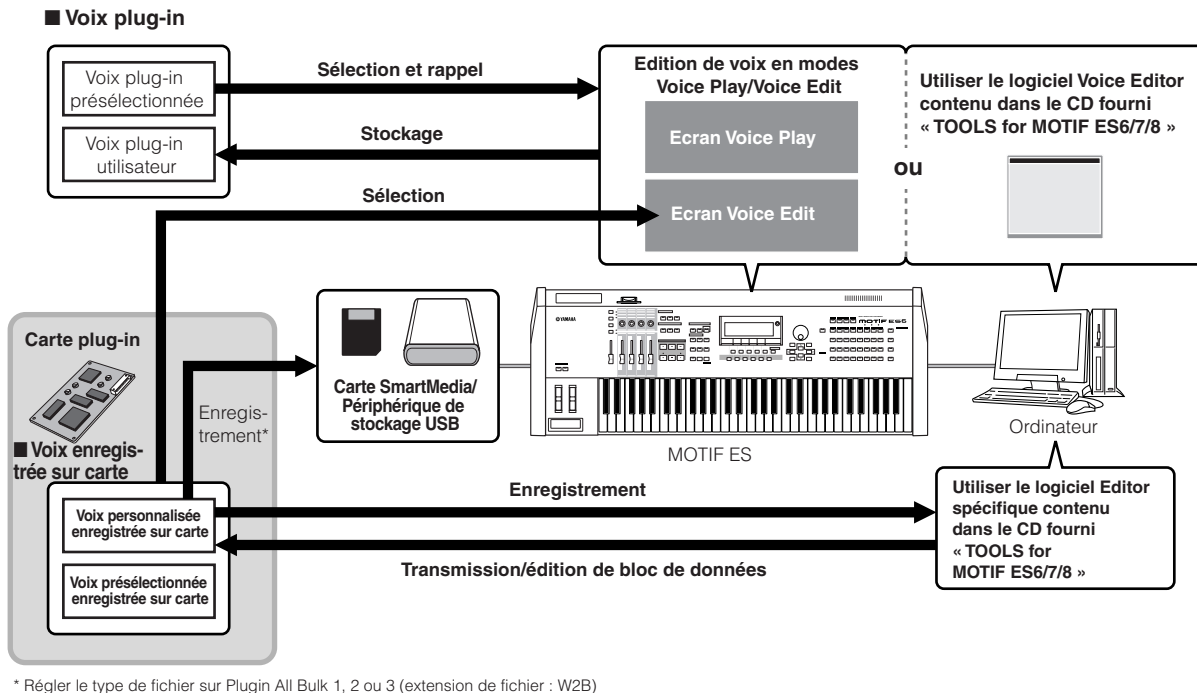 ■ Voix plug-in
Voix plug-in
présélectionnée
Voix plug-in
utilisateur
Sélection et rappel
Stockage
Sélection
Edition de voix en modes
Voice Play/Voice Edit
Ecran Voice Play
Ecran Voice Edit
ou
Utiliser le logiciel Voice Editor
contenu dans le CD fourni
« TOOLS for MOTIF ES6/7/8 »
Carte plug-in
■ Voix enregis-
trée sur carte
Enregis-
trement*
Carte SmartMedia/
Périphérique de
stockage USB
YAMAHA
MOTIF ES6
MOTIF ES
Ordinateur
Voix personnalisée
enregistrée sur carte
Voix présélectionnée
enregistrée sur carte
Enregistrement
Transmission/édition de bloc de données
Utiliser le logiciel Editor
spécifique contenu
dans le CD fourni
« TOOLS for
MOTIF ES6/7/8 »
* Régler le type de fichier sur Plugin All Bulk 1, 2 ou 3 (extension de fichier : W2B)